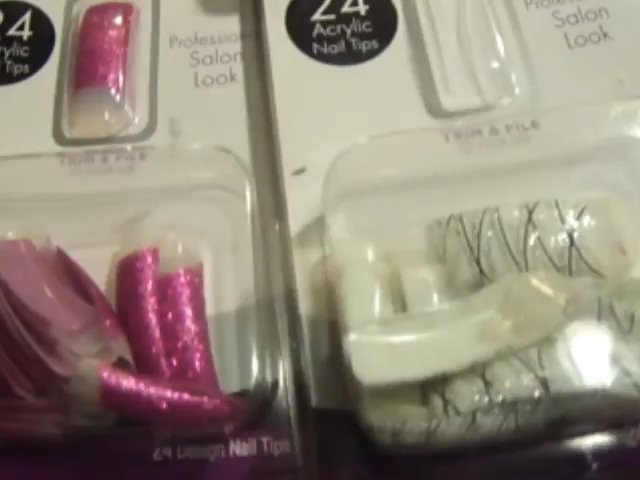 24
Acrylic
Nail Tips
Salon
Look
TRIM & FILE
24
Acrylic
Nail Tips
Professional
Salon
Look
TRIM & FILE
24 Design Nail Tips